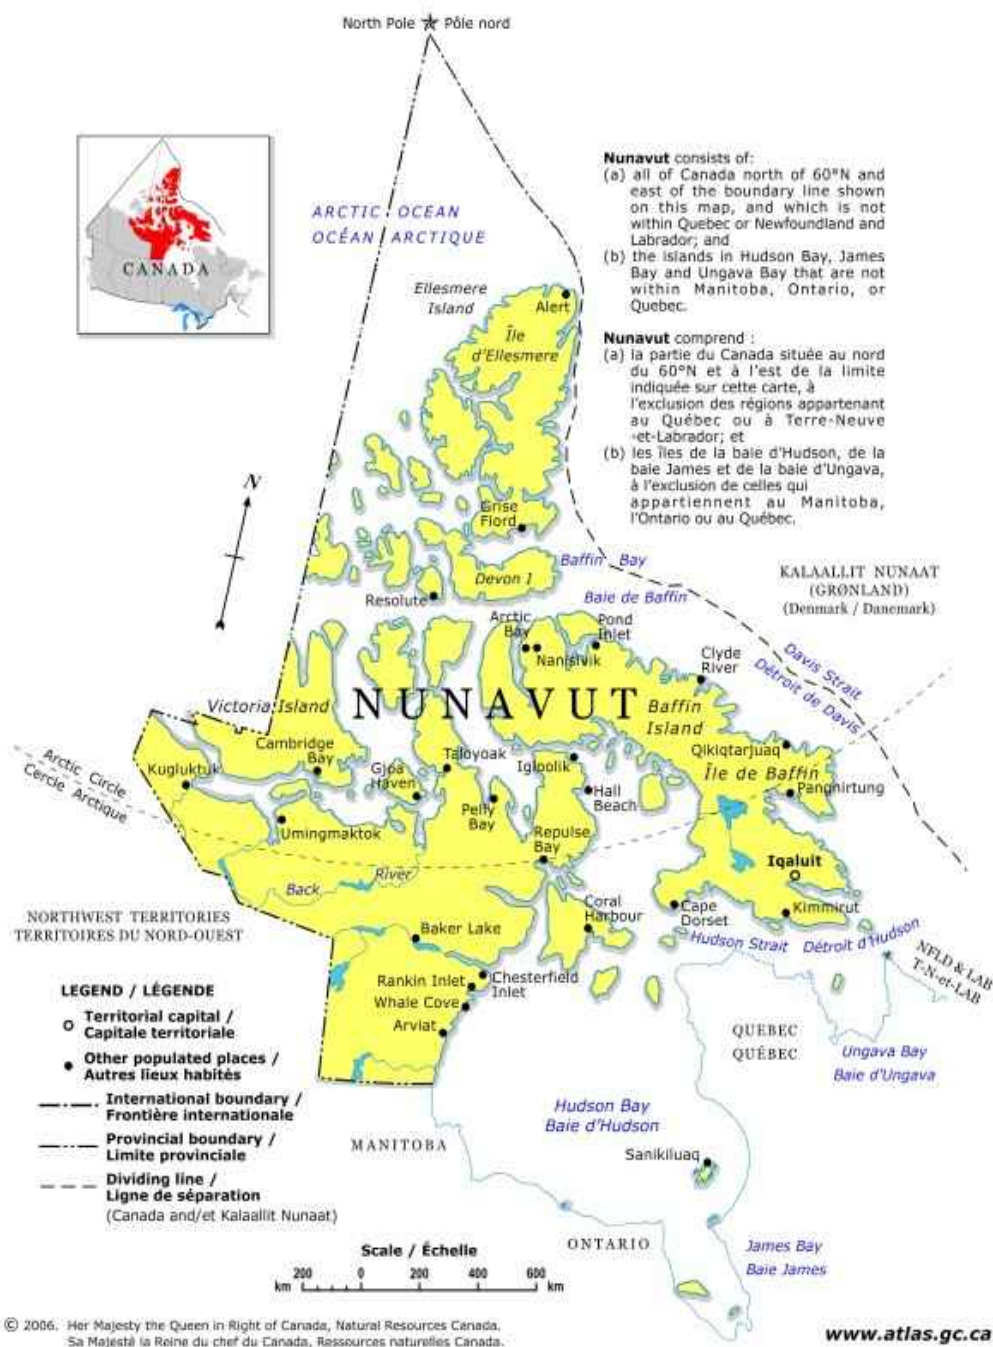 North Pole Pôle nord
CANADA
ARCTIC OCEAN
OCÉAN ARCTIQUE
Nunavut consists of:
(a) all of Canada north of 60°N and
east of the boundary line shown
on this map, and which is not
within Quebec or Newfoundland and
Labrador; and
(b) the islands in Hudson Bay, James
Bay and Ungava Bay that are not
within Manitoba, Ontario, or
Quebec.
Nunavut comprend :
(a) la partie du Canada située au nord
du 60°N et à l'est de la limite
indiquée sur cette carte, à
l'exclusion des régions appartenant
au Québec ou à Terre-Neuve
-et-Labrador; et
(b) les îles de la baie d'Hudson, de la
baie James et de la baie d'Ungava,
à l'exclusion de celles qui
appartiennent au Manitoba,
l'Ontario ou au Québec.
Ellesmere
Island
Alert
Île
d'Ellesmere
N
Grise
Fiord
Devon I
Baffin Bay
Baie de Baffin
KALAALLIT NUNAAT
(GRØNLAND)
(Denmark / Danemark)
Resolute
Arctic
Bay
Nanisivik
Pond
Inlet
Clyde
River
Davis Strait
Détroit de Davis
NUNAVUT
Victoria Island
Baffin
Island
Cambridge
Bay
Taloyoak
Igloolik
Qikiqtarjuaq
Île de Baffin
Arctic Circle
Cercle Arctique
Kugluktuk
Gjoa
Haven
Hall
Beach
Pangnirtung
Umingmaktok
Pelly
Bay
Repulse
Bay
Iqaluit
Back River
Coral
Harbour
Cape
Dorset
Kimmirut
NORTHWEST TERRITORIES
TERRITOIRES DU NORD-OUEST
Baker Lake
Hudson Strait Détroit d'Hudson
NFLD & LAB
T-N-et-LAB
Rankin Inlet
Chesterfield
Inlet
Whale Cove
Arviat
QUEBEC
QUÉBEC
Ungava Bay
Baie d'Ungava
LEGEND / LÉGENDE
Territorial capital /
Capitale territoriale
Other populated places /
Autres lieux habités
International boundary /
Frontière internationale
Provincial boundary /
Limite provinciale
Dividing line /
Ligne de séparation
(Canada and/et Kalaallit Nunaat)
Hudson Bay
Baie d'Hudson
MANITOBA
Sanikiluaq
ONTARIO
James Bay
Baie James
Scale / Échelle
200 0 200 400 600
km km
© 2006. Her Majesty the Queen in Right of Canada, Natural Resources Canada.
Sa Majesté la Reine du chef du Canada, Ressources naturelles Canada.
www.atlas.gc.ca